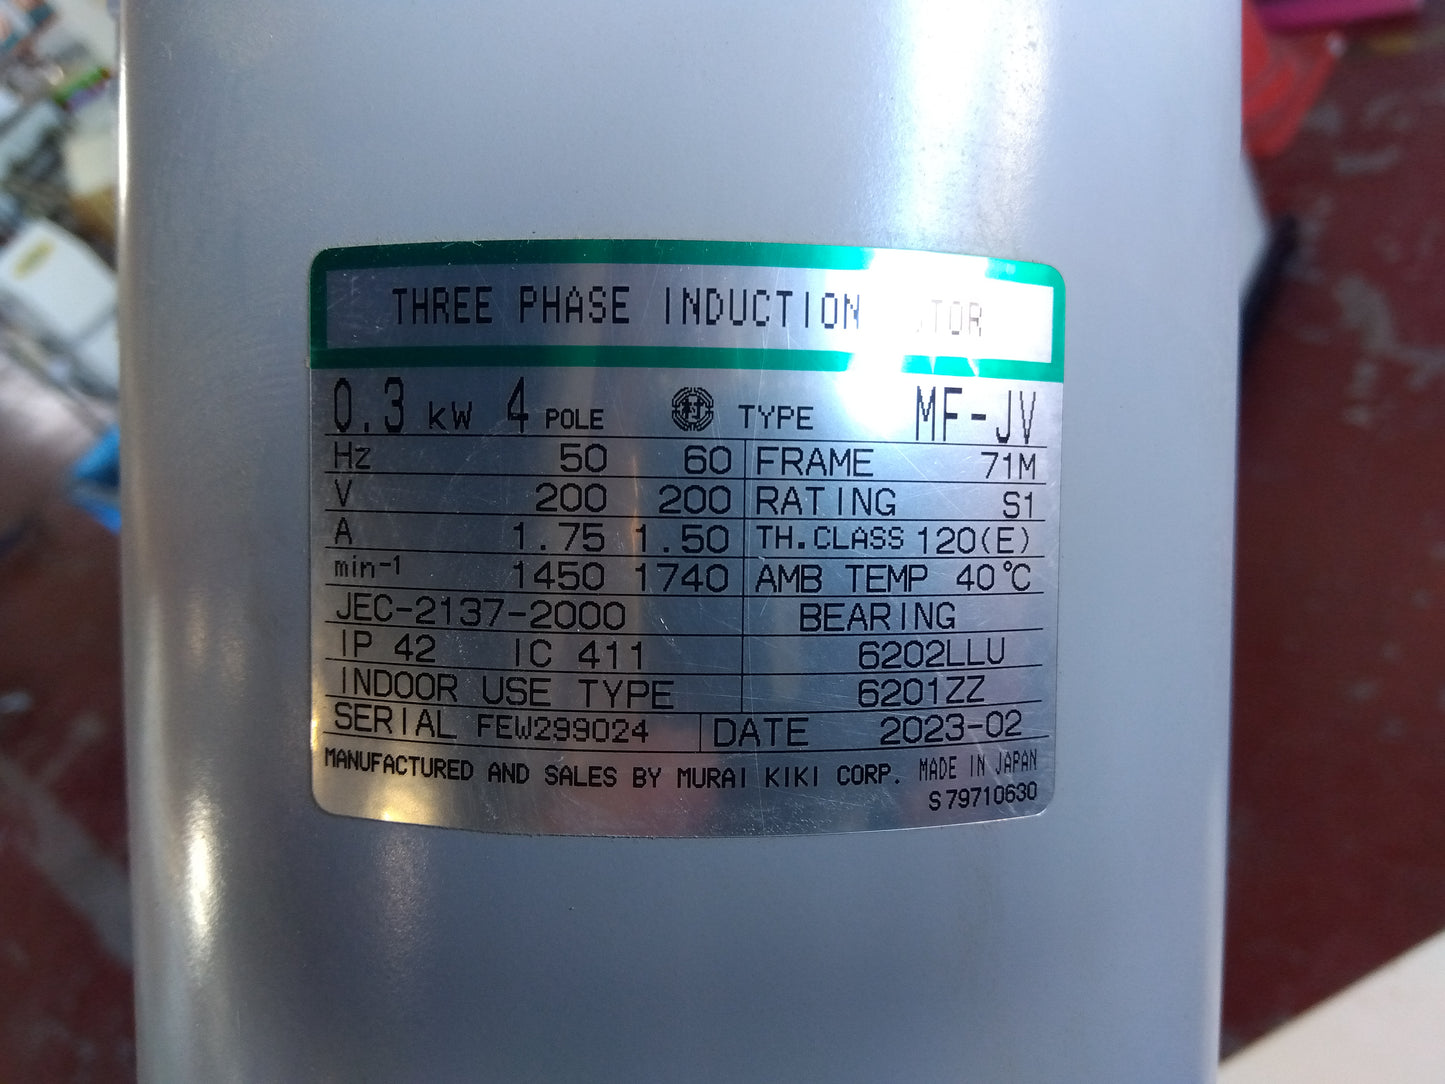 THREE PHASE INDUCTION TOR
0.3 kW 4 POLE 村 TYPE MF-JV
Hz 50 60 FRAME 71M
V 200 200 RATING S1
A 1.75 1.50 TH.CLASS 120(E)
min-1 1450 1740 AMB TEMP 40°C
JEC-2137-2000 BEARING
IP 42 IC 411 6202LLU
INDOOR USE TYPE 6201ZZ
SERIAL FEW299024 DATE 2023-02
MANUFACTURED AND SALES BY MURAI KIKI CORP. MADE IN JAPAN
S79710630